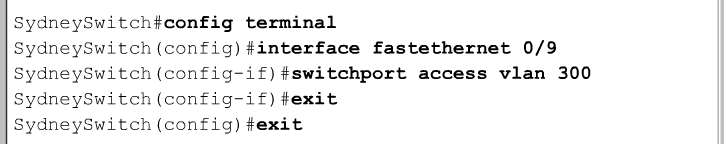 SydneySwitch#config terminal
SydneySwitch(config)#interface fastethernet 0/9
SydneySwitch(config-if)#switchport access vlan 300
SydneySwitch(config-if)#exit
SydneySwitch(config)#exit